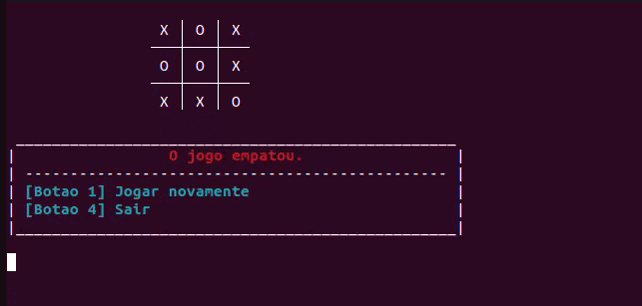 X O X
O O X
X X O
O jogo empatou.
[Botao 1] Jogar novamente
[Botao 4] Sair